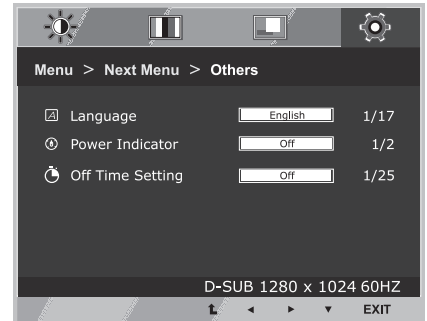 Menu > Next Menu > Others
Language English 1/17
Power Indicator Off 1/2
Off Time Setting Off 1/25
D-SUB 1280 x 1024 60HZ
EXIT